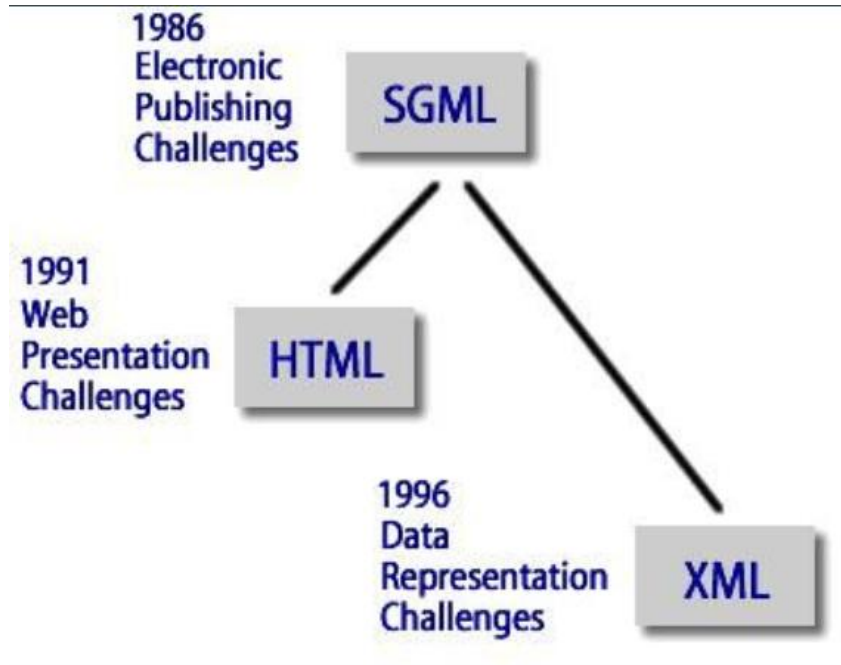 1986
Electronic
Publishing
Challenges
SGML
1991
Web
Presentation
Challenges
HTML
1996
Data
Representation
Challenges
XML